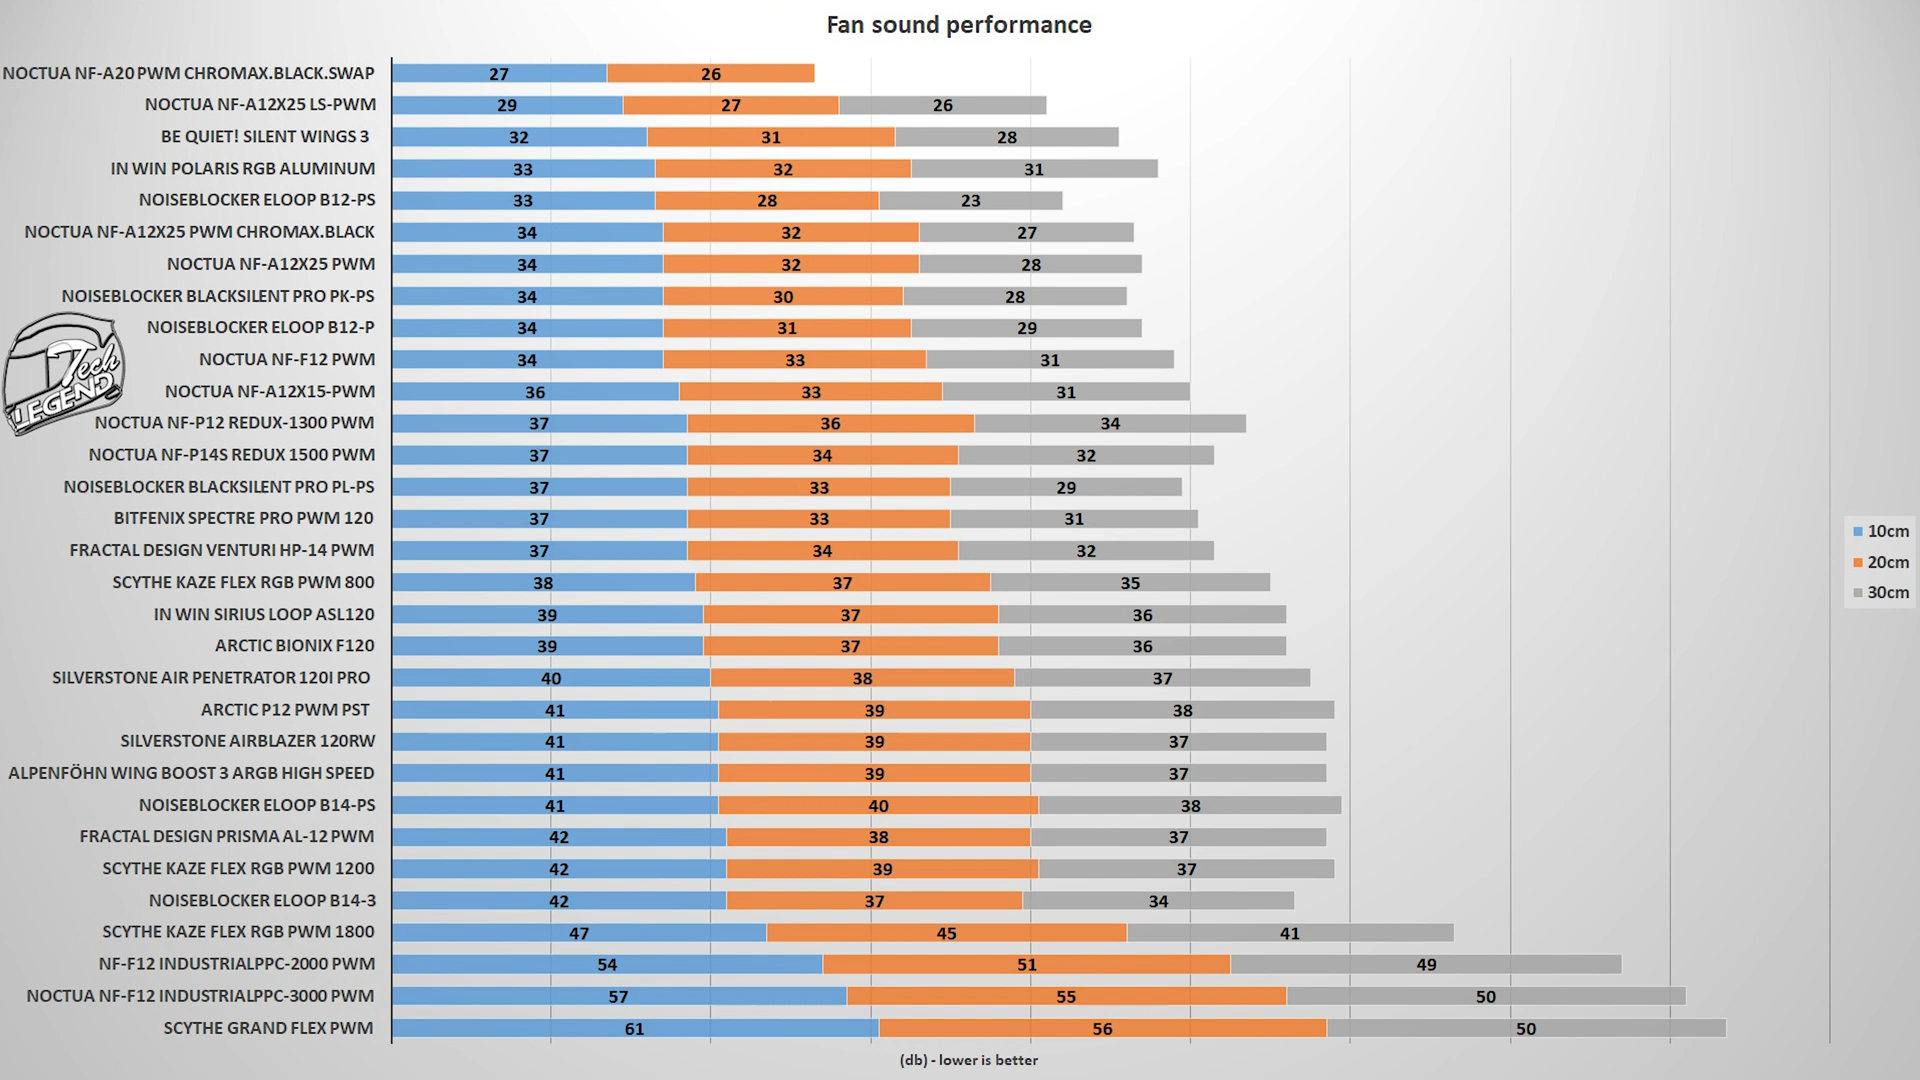 Fan sound performance
NOCTUA NF-A20 PWM CHROMAX.BLACK.SWAP 27 26
NOCTUA NF-A12X25 LS-PWM 29 27 26
BE QUIET! SILENT WINGS 3 32 31 28
IN WIN POLARIS RGB ALUMINUM 33 32 31
NOISEBLOCKER ELOOP B12-PS 33 28 23
NOCTUA NF-A12X25 PWM CHROMAX.BLACK 34 32 27
NOCTUA NF-A12X25 PWM 34 32 28
NOISEBLOCKER BLACKSILENT PRO PK-PS 34 30 28
NOISEBLOCKER ELOOP B12-P 34 31 29
NOCTUA NF-F12 PWM 34 33 31
NOCTUA NF-A12X15-PWM 36 33 31
NOCTUA NF-P12 REDUX-1300 PWM 37 36 34
NOCTUA NF-P14S REDUX 1500 PWM 37 34 32
NOISEBLOCKER BLACKSILENT PRO PL-PS 37 33 29
BITFENIX SPECTRE PRO PWM 120 37 33 31
FRACTAL DESIGN VENTURI HP-14 PWM 37 34 32
SCYTHE KAZE FLEX RGB PWM 800 38 37 35
IN WIN SIRIUS LOOP ASL120 39 37 36
ARCTIC BIONIX F120 39 37 36
SILVERSTONE AIR PENETRATOR 120I PRO 40 38 37
ARCTIC P12 PWM PST 41 39 38
SILVERSTONE AIRBLAZER 120RW 41 39 37
ALPENFÖHN WING BOOST 3 ARGB HIGH SPEED 41 39 37
NOISEBLOCKER ELOOP B14-PS 41 40 38
FRACTAL DESIGN PRISMA AL-12 PWM 42 38 37
SCYTHE KAZE FLEX RGB PWM 1200 42 39 37
NOISEBLOCKER ELOOP B14-3 42 37 34
SCYTHE KAZE FLEX RGB PWM 1800 47 45 41
NF-F12 INDUSTRIALPPC-2000 PWM 54 51 49
NOCTUA NF-F12 INDUSTRIALPPC-3000 PWM 57 55 50
SCYTHE GRAND FLEX PWM 61 56 50
(db) - lower is better
10cm
20cm
30cm
Tech
LEGEND